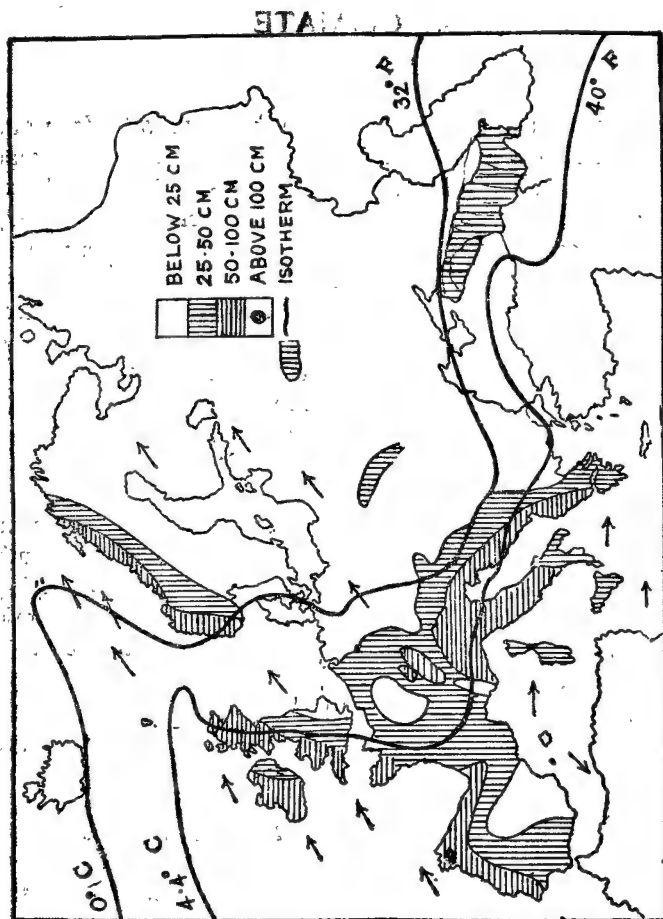 BELOW 25 CM
25-50 CM
50-100 CM
ABOVE 100 CM
ISOTHERM
0° C
4.4° C
32° F
40° F